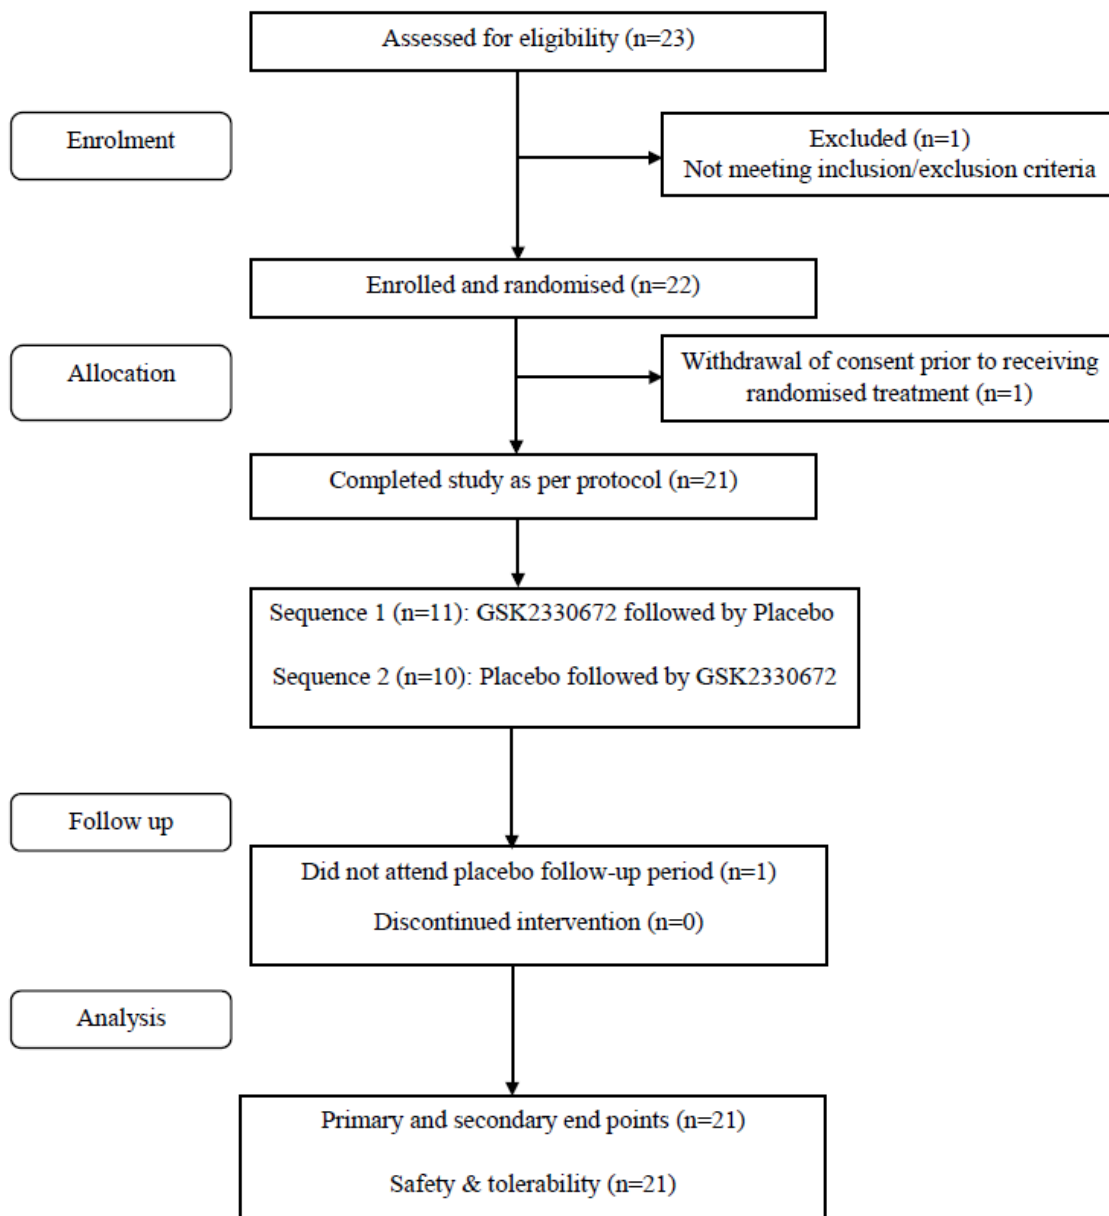 Assessed for eligibility (n=23)
Enrolment
Excluded (n=1)
Not meeting inclusion/exclusion criteria
Enrolled and randomised (n=22)
Allocation
Withdrawal of consent prior to receiving
randomised treatment (n=1)
Completed study as per protocol (n=21)
Sequence 1 (n=11): GSK2330672 followed by Placebo
Sequence 2 (n=10): Placebo followed by GSK2330672
Follow up
Did not attend placebo follow-up period (n=1)
Discontinued intervention (n=0)
Analysis
Primary and secondary end points (n=21)
Safety & tolerability (n=21)